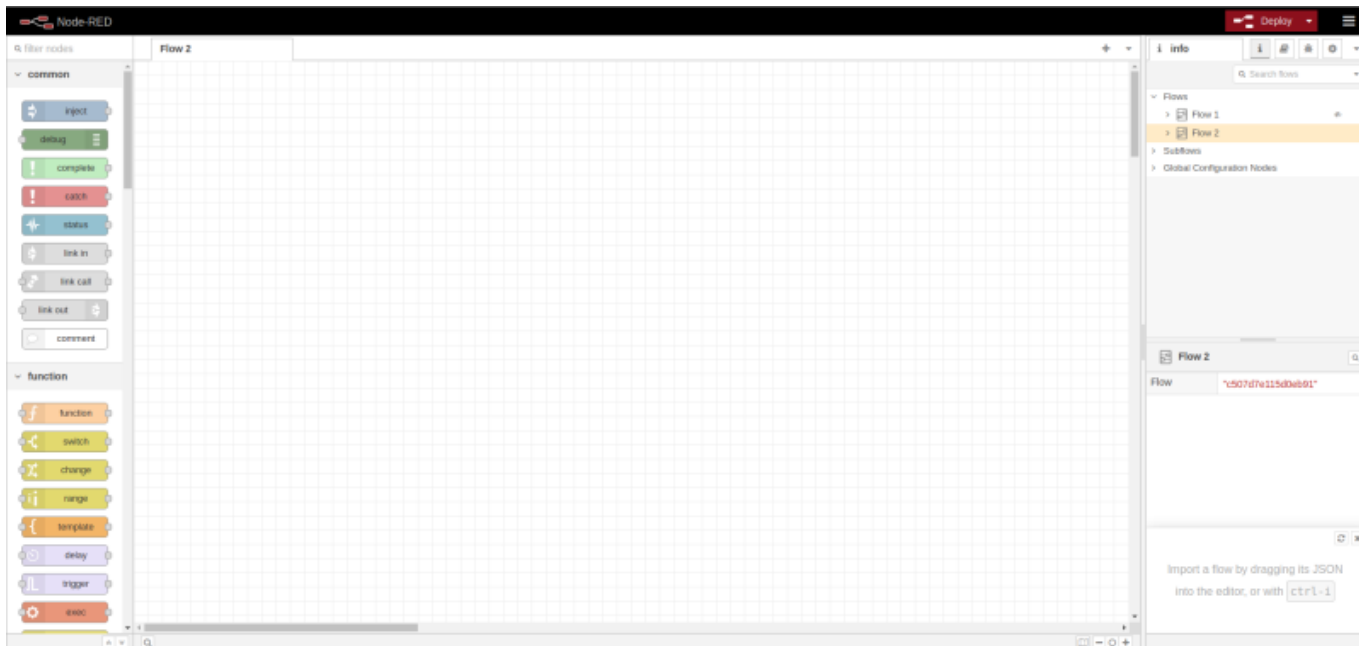 Node-RED
Deploy
filter nodes
common
inject
debug
complete
catch
status
link in
link call
link out
comment
function
function
switch
change
range
template
delay
trigger
exec
Flow 2
info
Search flows
Flows
Flow 1
Flow 2
Subflows
Global Configuration Nodes
Flow 2
Flow "c507d7e115d0eb91"
Import a flow by dragging its JSON
into the editor, or with ctrl-i